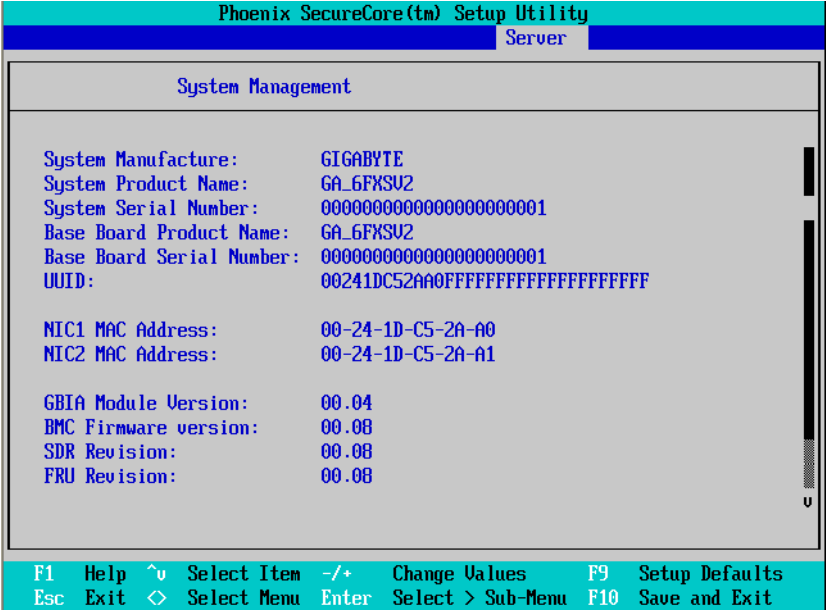 Phoenix SecureCore(tm) Setup Utility
Server
System Management
System Manufacture: GIGABYTE
System Product Name: GA_6FXSV2
System Serial Number: 0000000000000000000001
Base Board Product Name: GA_6FXSV2
Base Board Serial Number: 0000000000000000000001
UUID: 00241DC52AA0FFFFFFFFFFFFFFFFFFFF
NIC1 MAC Address: 00-24-1D-C5-2A-A0
NIC2 MAC Address: 00-24-1D-C5-2A-A1
GBIA Module Version: 00.04
BMC Firmware version: 00.08
SDR Revision: 00.08
FRU Revision: 00.08
v
F1 Help ^v Select Item -/+ Change Values F9 Setup Defaults
Esc Exit <> Select Menu Enter Select > Sub-Menu F10 Save and Exit